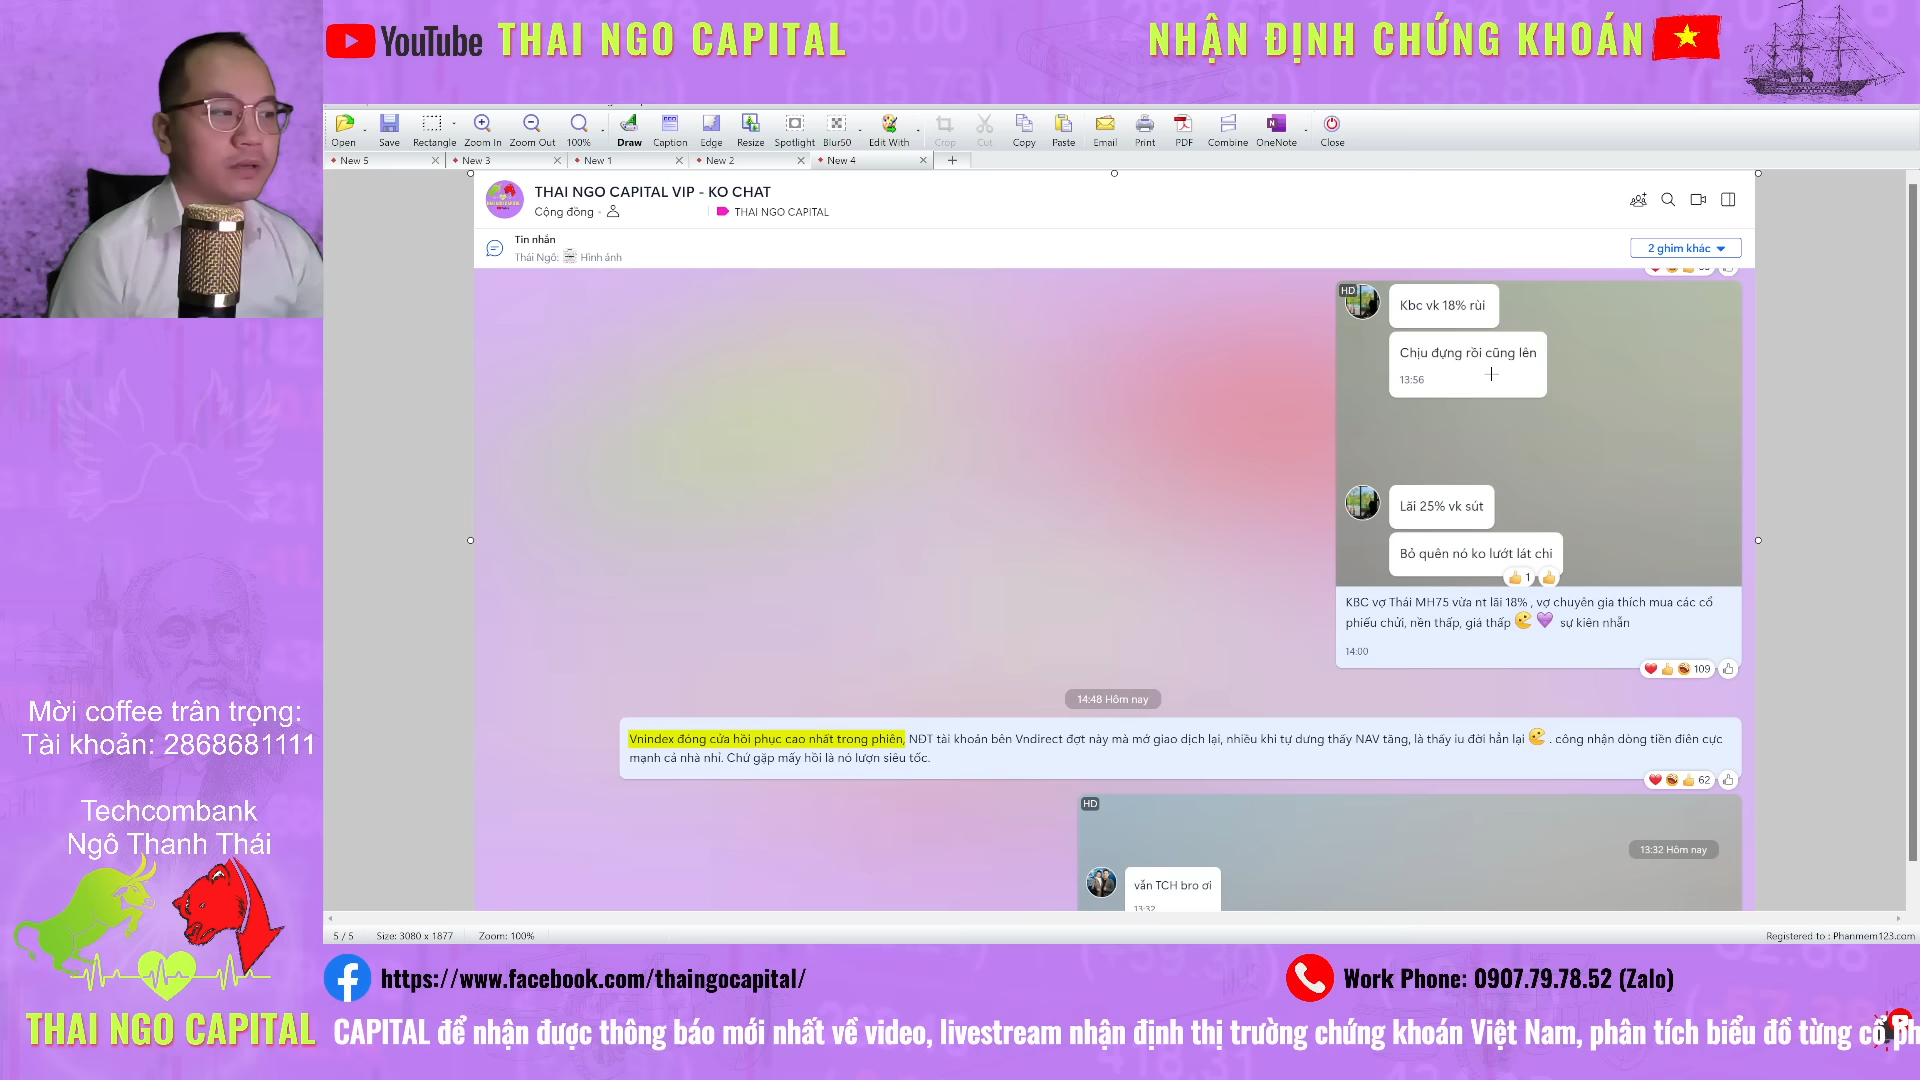 YouTube THAI NGO CAPITAL
NHẬN ĐỊNH CHỨNG KHOÁN
Open Save Rectangle Zoom In Zoom Out 100% Draw Caption Edge Resize Spotlight Blur50 Edit With Crop Cut Copy Paste Email Print PDF Combine OneNote Close
New 5 New 3 New 1 New 2 New 4
THAI NGO CAPITAL VIP - KO CHAT
Cộng đồng THAI NGO CAPITAL
Tin nhắn
Thái Ngô: Hình ảnh
2 ghim khác
HD
Kbc vk 18% rùi
Chịu đựng rồi cũng lên
13:56
Lãi 25% vk sút
Bỏ quên nó ko lướt lát chi
1
KBC vợ Thái MH75 vừa nt lãi 18% , vợ chuyên gia thích mua các cổ
phiếu chửi, nền thấp, giá thấp sự kiên nhẫn
14:00
109
14:48 Hôm nay
Vnindex đóng cửa hồi phục cao nhất trong phiên, NĐT tài khoản bên Vndirect đợt này mà mở giao dịch lại, nhiều khi tự dưng thấy NAV tăng, là thấy iu đời hẳn lại . công nhận dòng tiền điên cực
mạnh cả nhà nhỉ. Chứ gặp mấy hồi là nó lượn siêu tốc.
62
HD
13:32 Hôm nay
vẫn TCH bro ơi
13:32
5 / 5 Size: 3080 x 1877 Zoom: 100%
Registered to : Phanmem123.com
Mời coffee trân trọng:
Tài khoản: 2868681111
Techcombank
Ngô Thanh Thái
THAI NGO CAPITAL
https://www.facebook.com/thaingocapital/
Work Phone: 0907.79.78.52 (Zalo)
CAPITAL để nhận được thông báo mới nhất về video, livestream nhận định thị trường chứng khoán Việt Nam, phân tích biểu đồ từng cổ